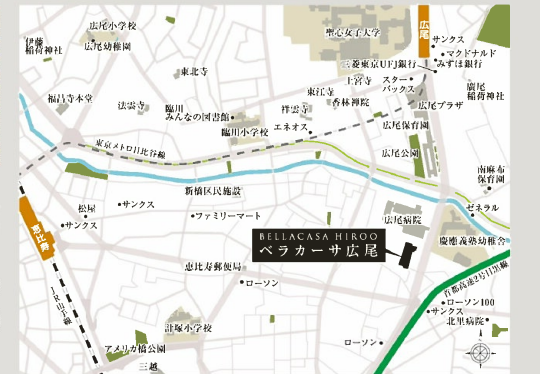 広尾小学校
広尾幼稚園
伊藤
稲荷神社
聖心女子大学
広尾
サンクス
マクドナルド
みずほ銀行
三菱東京UFJ銀行
スター
バックス
廣尾
稲荷神社
東北寺
福昌寺本堂
法雲寺
臨川
みんなの図書館
祥雲寺
東江寺
香林禅院
広尾プラザ
臨川小学校
エネオス
広尾保育園
東京メトロ日比谷線
広尾公園
南麻布
保育園
新橋区民施設
松屋
サンクス
サンクス
ファミリーマート
広尾病院
ゼネラル
恵比寿
BELLACASA HIROO
ベラカーサ広尾
慶應義塾幼稚舎
恵比寿郵便局
ローソン
首都高速2号目黒線
JR山手線
ローソン100
サンクス
北里病院
計塚小学校
アメリカ橋公園
ローソン
三越